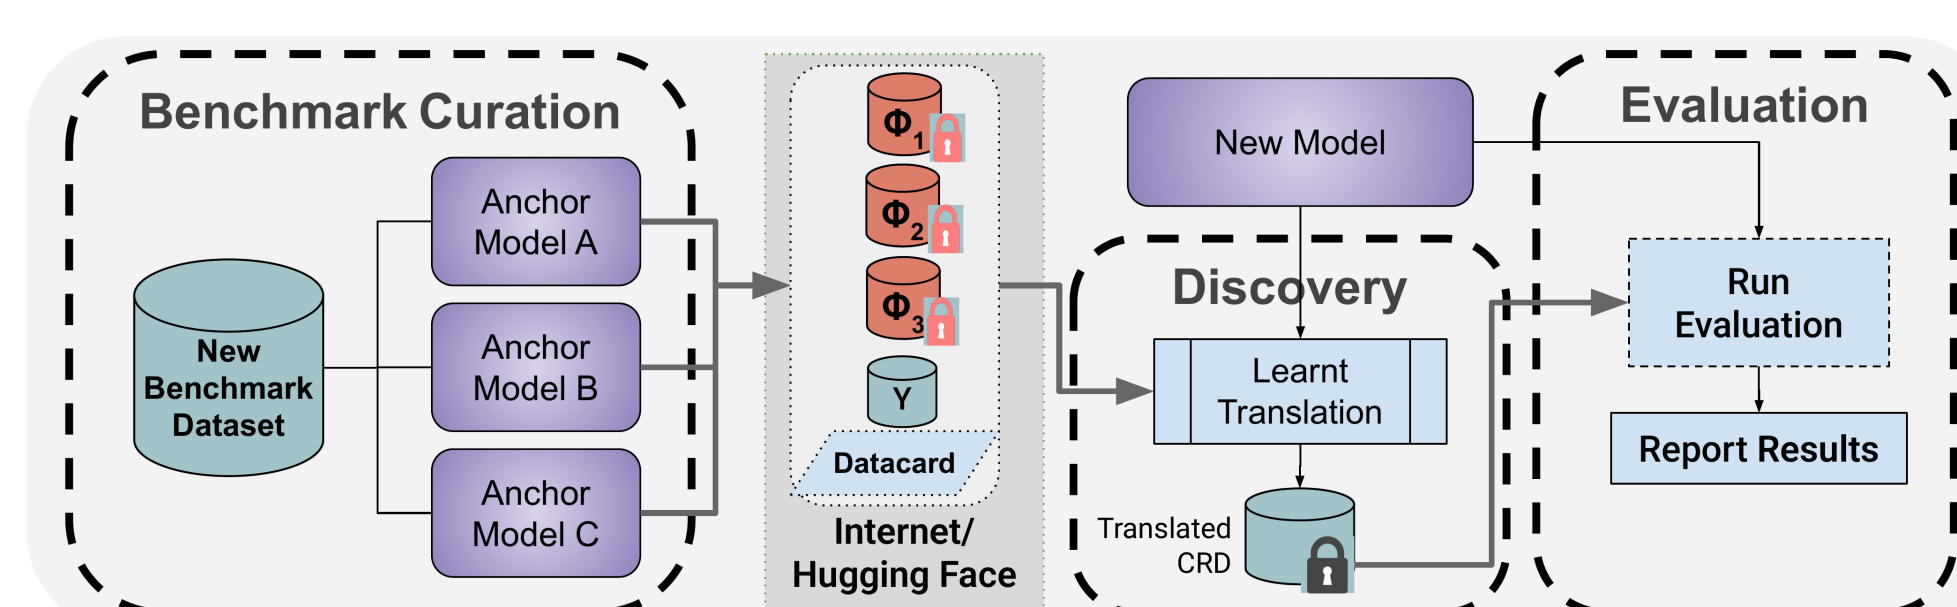 Benchmark Curation
New
Benchmark
Dataset
Anchor
Model A
Anchor
Model B
Anchor
Model C
Φ1
Φ2
Φ3
Y
Datacard
Internet/
Hugging Face
New Model
Discovery
Learnt
Translation
Translated
CRD
Evaluation
Run
Evaluation
Report Results